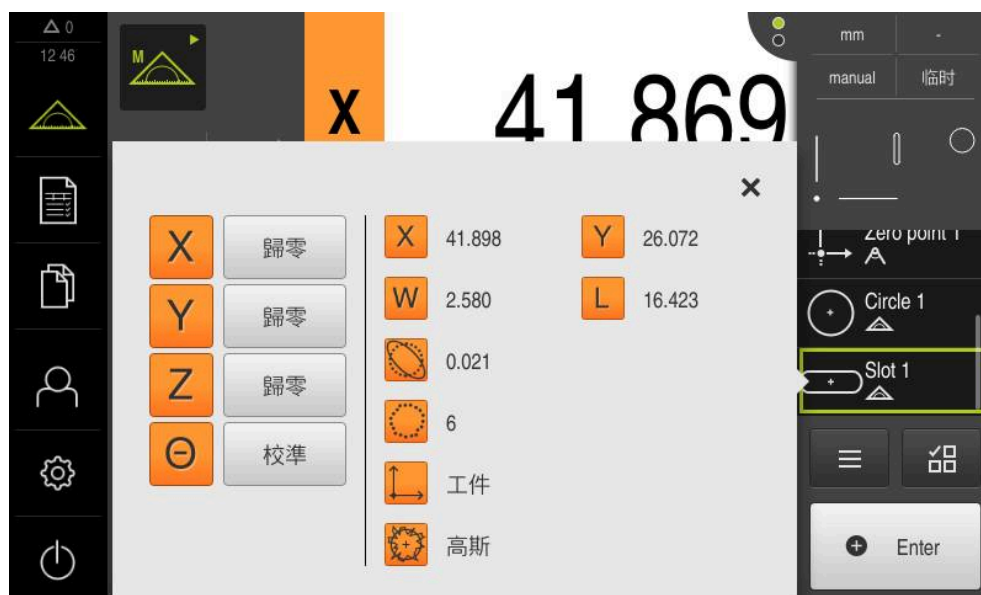 0
12 46
M
X
41.869
mm
-
manual
临时
Zero point 1
X 歸零
X 41.898
Y 26.072
Y 歸零
W 2.580
L 16.423
Circle 1
0.021
Slot 1
Z 歸零
6
Θ 校準
工件
高斯
Enter